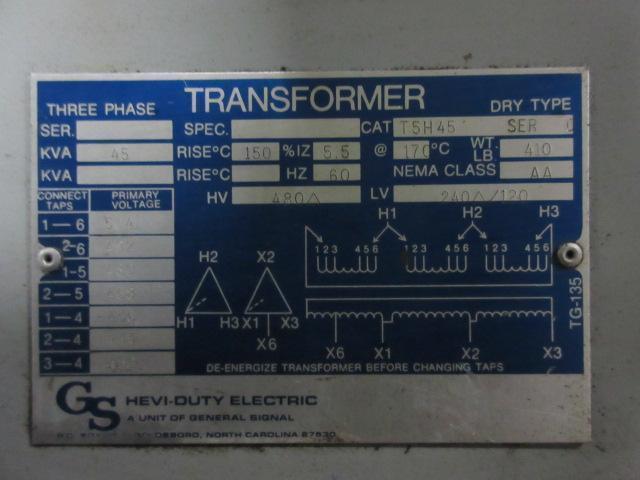 THREE PHASE TRANSFORMER DRY TYPE
SER. SPEC. CAT TSH45 SER
KVA 45 RISE°C 150 %IZ 5.5 @ 170°C WT. LB. 410
KVA RISE°C HZ 60 NEMA CLASS AA
HV 480△ LV 240△/120
CONNECT TAPS PRIMARY VOLTAGE
1—6
2-6
1-5
2—5
1—4
2—4
3—4
H1 H2 H3
1 2 3 4 5 6 1 2 3 4 5 6 1 2 3 4 5 6
H2 X2
H1 H3 X1 X3
X6
X6 X1 X2 X3
TG-135
DE-ENERGIZE TRANSFORMER BEFORE CHANGING TAPS
GS HEVI-DUTY ELECTRIC
A UNIT OF GENERAL SIGNAL
NORTH CAROLINA